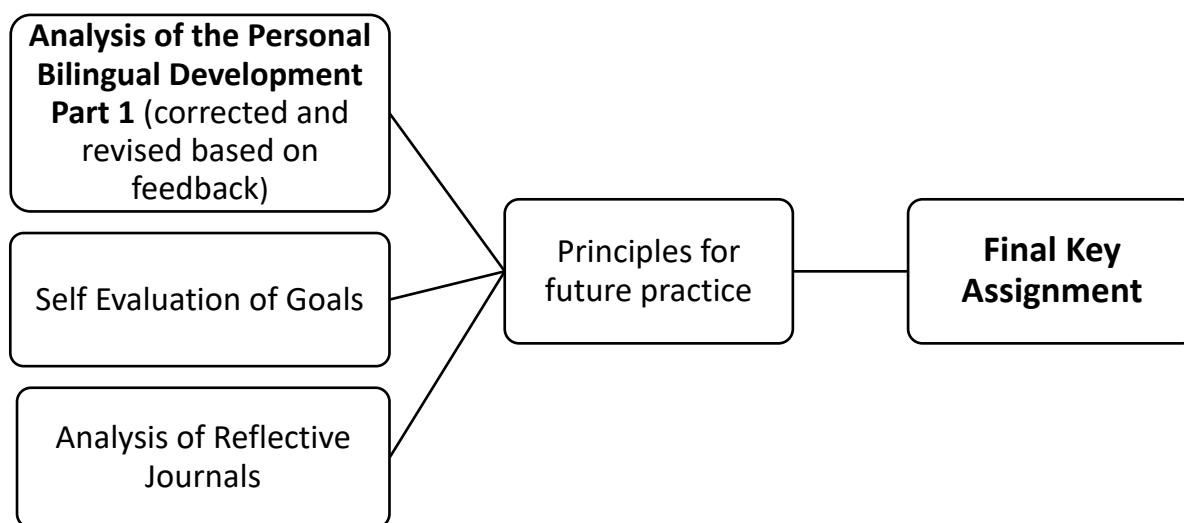 Analysis of the Personal
Bilingual Development
Part 1 (corrected and
revised based on
feedback)
Self Evaluation of Goals
Analysis of Reflective
Journals
Principles for
future practice
Final Key
Assignment